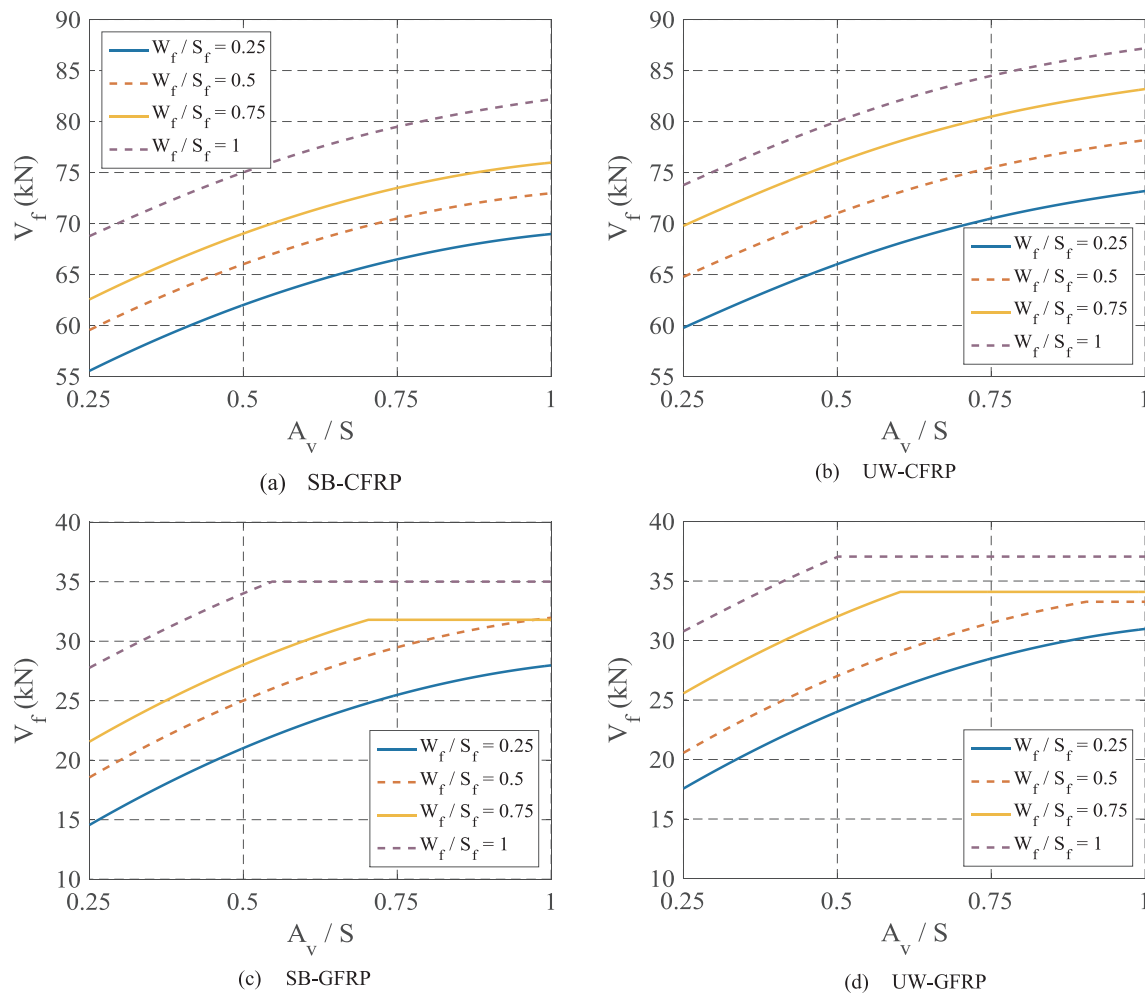 90
85
80
75
70
65
60
55
V_f (kN)
W_f / S_f = 0.25
W_f / S_f = 0.5
W_f / S_f = 0.75
W_f / S_f = 1
0.25
0.5
0.75
1
A_v / S
(a) SB-CFRP
90
85
80
75
70
65
60
55
V_f (kN)
W_f / S_f = 0.25
W_f / S_f = 0.5
W_f / S_f = 0.75
W_f / S_f = 1
0.25
0.5
0.75
1
A_v / S
(b) UW-CFRP
40
35
30
25
20
15
10
V_f (kN)
W_f / S_f = 0.25
W_f / S_f = 0.5
W_f / S_f = 0.75
W_f / S_f = 1
0.25
0.5
0.75
1
A_v / S
(c) SB-GFRP
40
35
30
25
20
15
10
V_f (kN)
W_f / S_f = 0.25
W_f / S_f = 0.5
W_f / S_f = 0.75
W_f / S_f = 1
0.25
0.5
0.75
1
A_v / S
(d) UW-GFRP